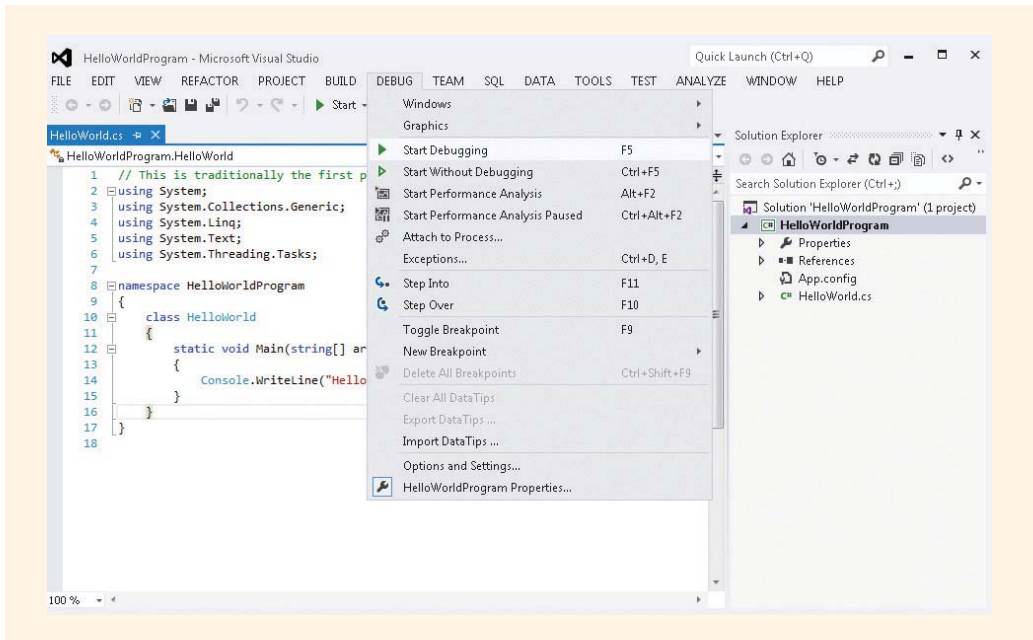 HelloWorldProgram - Microsoft Visual Studio
Quick Launch (Ctrl+Q)
FILE EDIT VIEW REFACTOR PROJECT BUILD DEBUG TEAM SQL DATA TOOLS TEST ANALYZE WINDOW HELP
Start
HelloWorld.cs
HelloWorldProgram.HelloWorld
1 // This is traditionally the first p
2 using System;
3 using System.Collections.Generic;
4 using System.Linq;
5 using System.Text;
6 using System.Threading.Tasks;
7
8 namespace HelloWorldProgram
9 {
10 class HelloWorld
11 {
12 static void Main(string[] ar
13 {
14 Console.WriteLine("Hello
15 }
16 }
17 }
18
100 %
Windows
Graphics
Start Debugging F5
Start Without Debugging Ctrl+F5
Start Performance Analysis Alt+F2
Start Performance Analysis Paused Ctrl+Alt+F2
Attach to Process...
Exceptions... Ctrl+D, E
Step Into F11
Step Over F10
Toggle Breakpoint F9
New Breakpoint
Delete All Breakpoints Ctrl+Shift+F9
Clear All DataTips
Export DataTips ...
Import DataTips ...
Options and Settings...
HelloWorldProgram Properties...
Solution Explorer
Search Solution Explorer (Ctrl+;)
Solution 'HelloWorldProgram' (1 project)
C# HelloWorldProgram
Properties
References
App.config
C# HelloWorld.cs